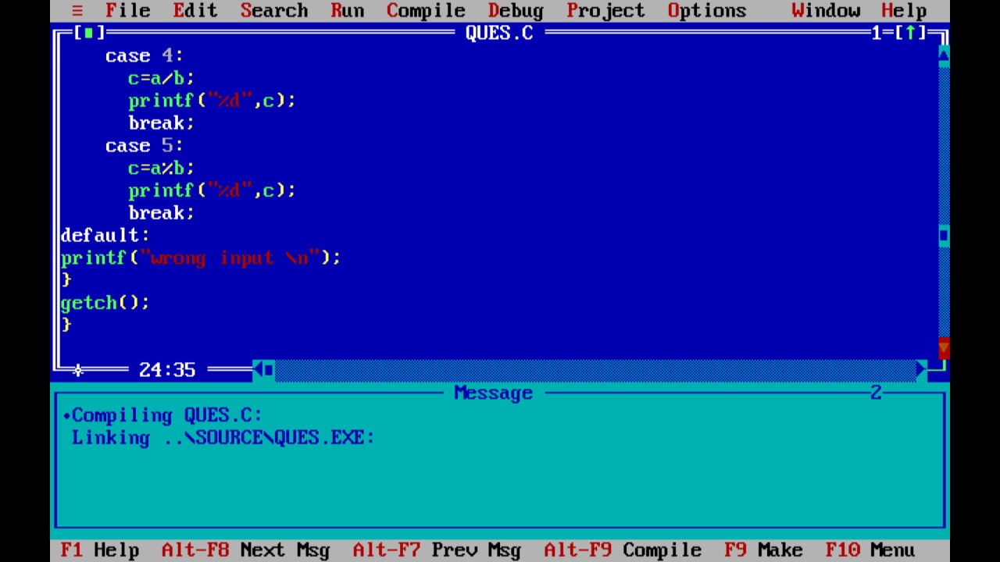 ≡ File Edit Search Run Compile Debug Project Options Window Help
[■] QUES.C 1=[↑]
case 4:
c=a/b;
printf("%d",c);
break;
case 5:
c=a%b;
printf("%d",c);
break;
default:
printf("wrong input \n");
}
getch();
}
24:35
Message 2
•Compiling QUES.C:
Linking ..\SOURCE\QUES.EXE:
F1 Help Alt-F8 Next Msg Alt-F7 Prev Msg Alt-F9 Compile F9 Make F10 Menu